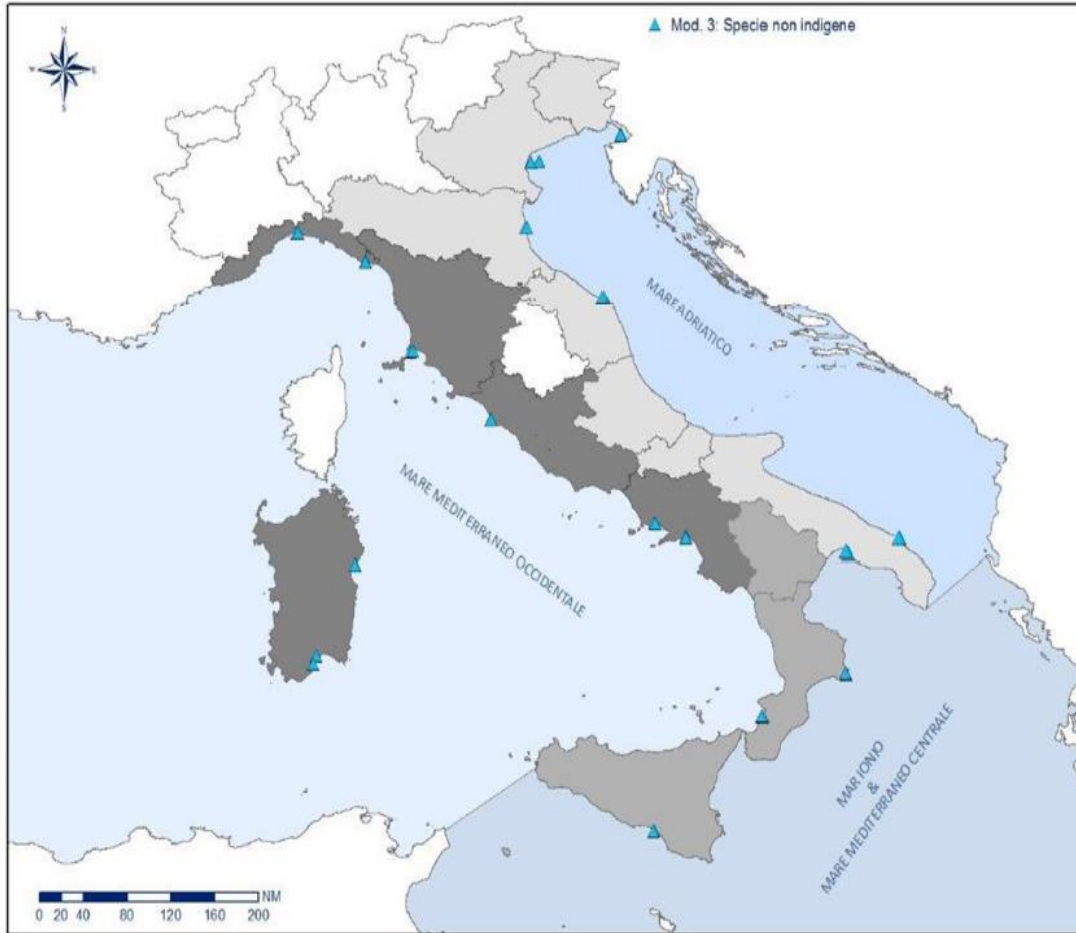 Mod. 3: Specie non indigene
N
W
E
S
MARE ADRIATICO
MARE MEDITERRANEO OCCIDENTALE
MAR IONIO
&
MARE MEDITERRANEO CENTRALE
NM
0 20 40 80 120 160 200